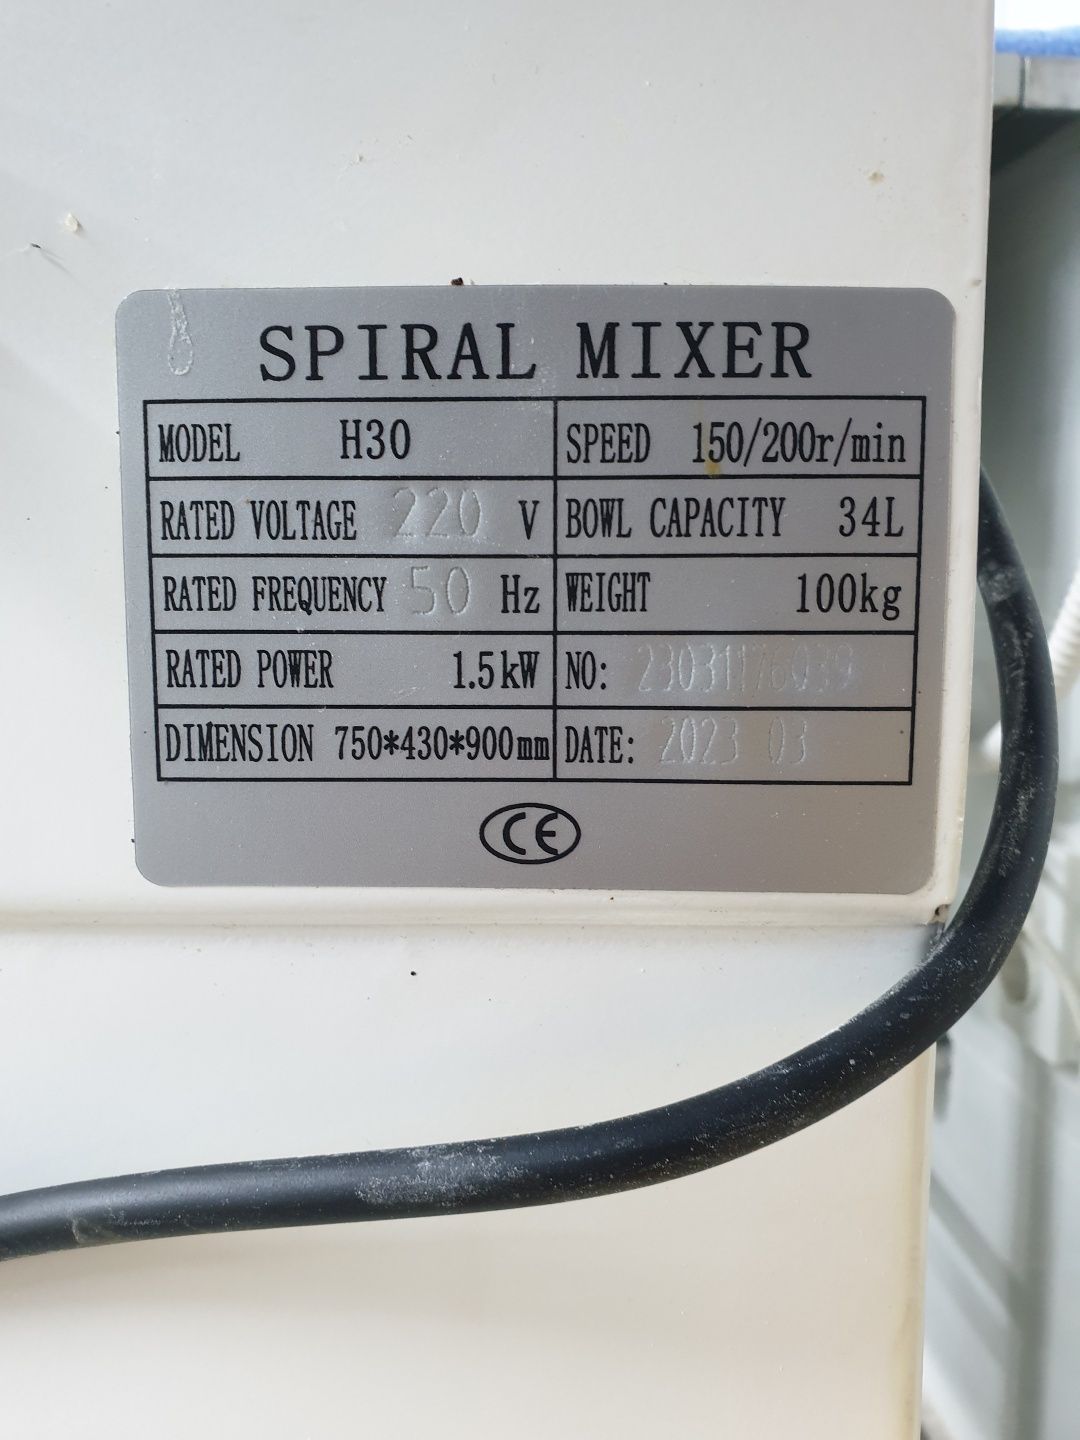 SPIRAL MIXER
MODEL H30 SPEED 150/200r/min
RATED VOLTAGE 220 V BOWL CAPACITY 34L
RATED FREQUENCY 50 Hz WEIGHT 100kg
RATED POWER 1.5kW NO: 23031176039
DIMENSION 750*430*900mm DATE: 2023 03
CE